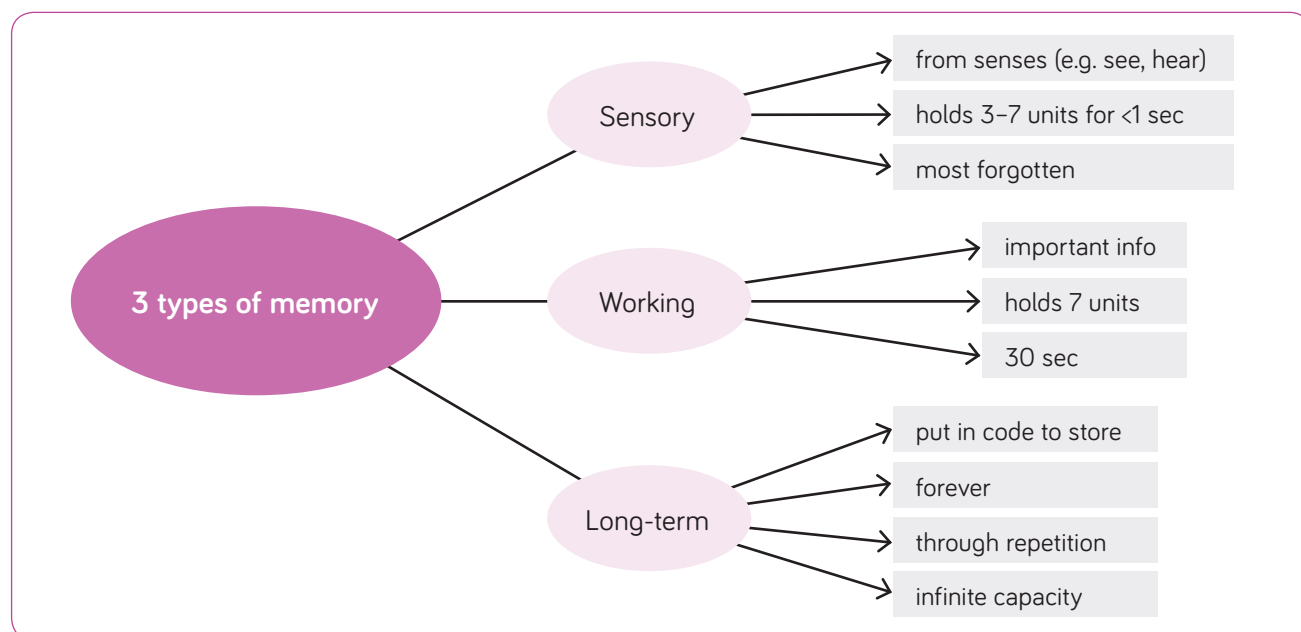 3 types of memory
Sensory
from senses (e.g. see, hear)
holds 3–7 units for <1 sec
most forgotten
Working
important info
holds 7 units
30 sec
Long-term
put in code to store
forever
through repetition
infinite capacity